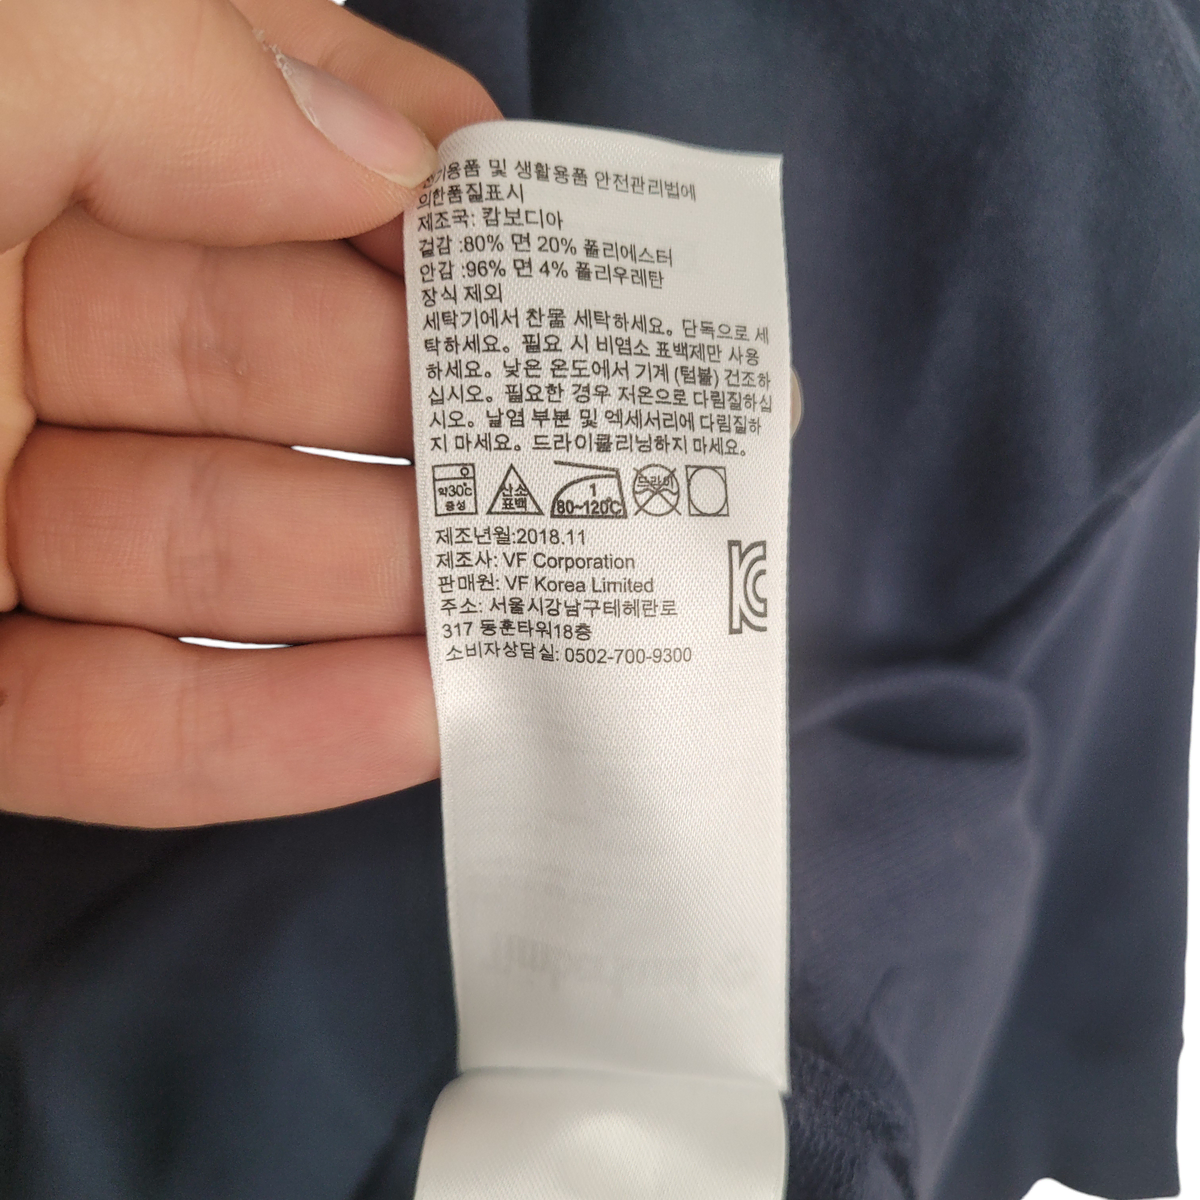 전기용품 및 생활용품 안전관리법에
의한품질표시
제조국: 캄보디아
겉감 :80% 면 20% 폴리에스터
안감 :96% 면 4% 폴리우레탄
장식 제외
세탁기에서 찬물 세탁하세요. 단독으로 세
탁하세요. 필요 시 비염소 표백제만 사용
하세요. 낮은 온도에서 기계 (텀블) 건조하
십시오. 필요한 경우 저온으로 다림질하십
시오. 날염 부분 및 엑세서리에 다림질하
지 마세요. 드라이클리닝하지 마세요.
약30℃
중성
산소
표백
1
80~120℃
드라이
제조년월:2018.11
제조사: VF Corporation
판매원: VF Korea Limited
주소: 서울시강남구테헤란로
317 동훈타워18층
소비자상담실: 0502-700-9300
KC